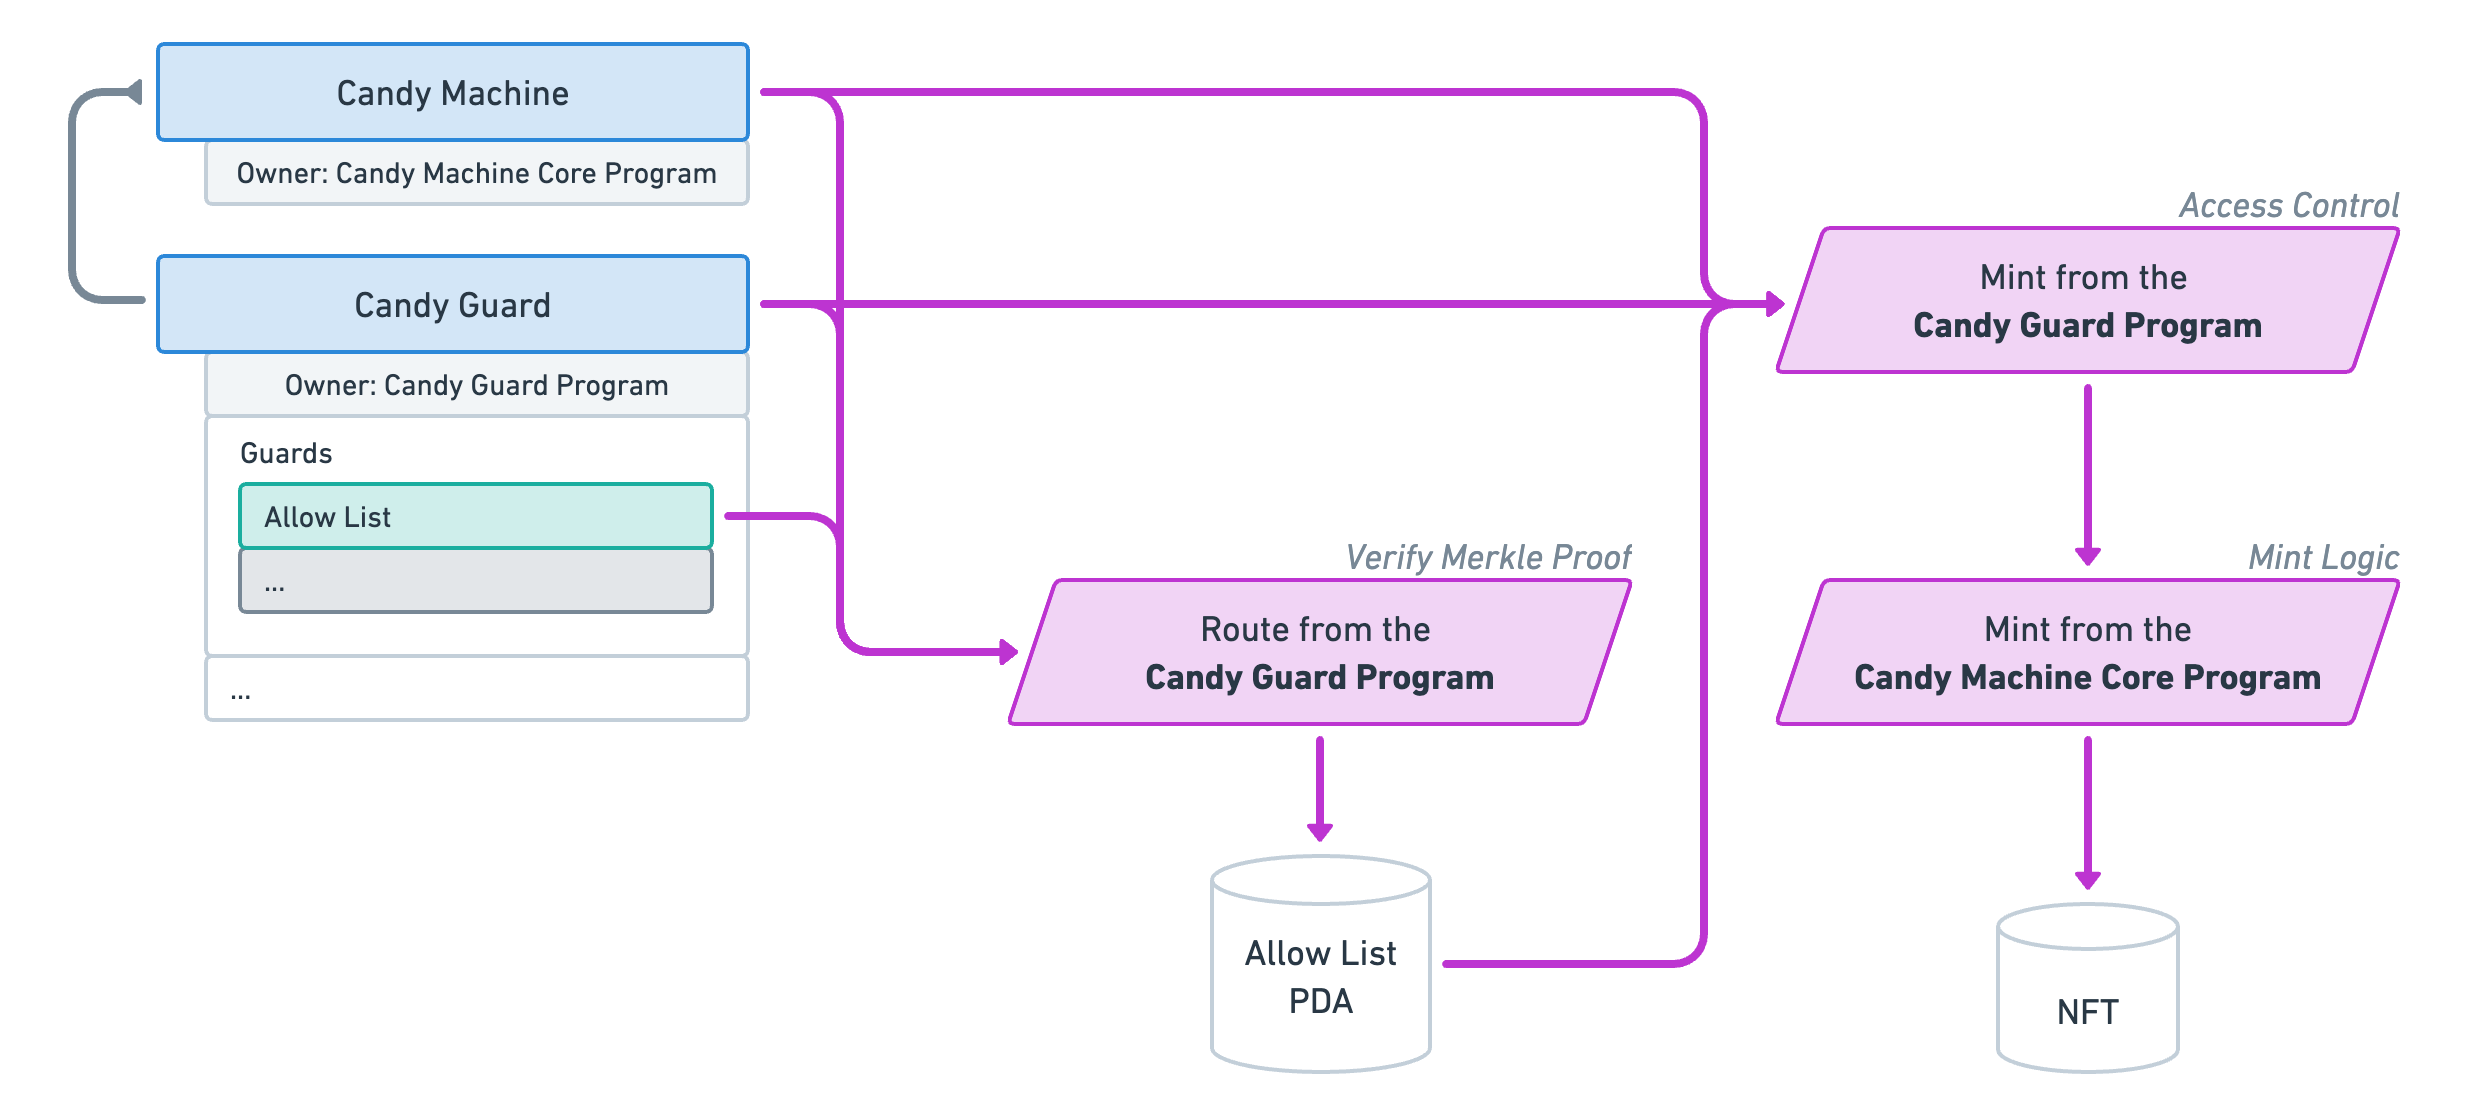 Candy Machine
Owner: Candy Machine Core Program
Candy Guard
Owner: Candy Guard Program
Guards
Allow List
...
...
Access Control
Mint from the
Candy Guard Program
Verify Merkle Proof
Route from the
Candy Guard Program
Mint Logic
Mint from the
Candy Machine Core Program
Allow List
PDA
NFT